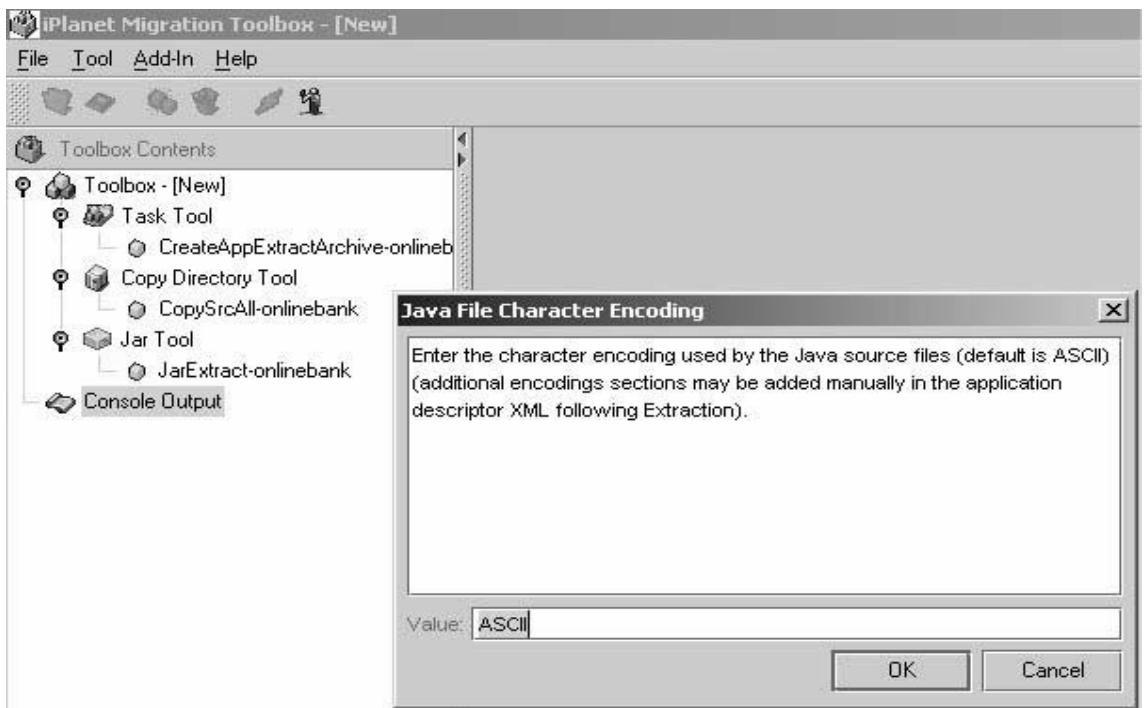 iPlanet Migration Toolbox - [New]
File Tool Add-In Help
Toolbox Contents
Toolbox - [New]
Task Tool
CreateAppExtractArchive-onlineb
Copy Directory Tool
CopySrcAll-onlinebank
Jar Tool
JarExtract-onlinebank
Console Output
Java File Character Encoding
Enter the character encoding used by the Java source files (default is ASCII)
(additional encodings sections may be added manually in the application
descriptor XML following Extraction).
Value: ASCII
OK Cancel